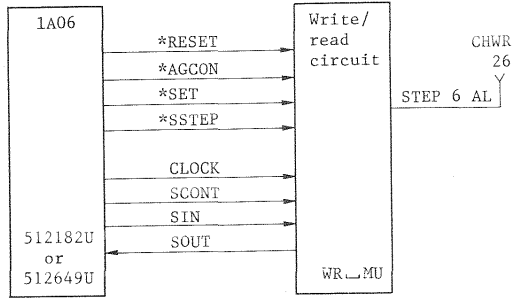 1A06
512182U
or
512649U
*RESET
*AGCON
*SET
*SSTEP
CLOCK
SCONT
SIN
SOUT
Write/
read
circuit
WR⎵MU
STEP 6 AL
CHWR
26